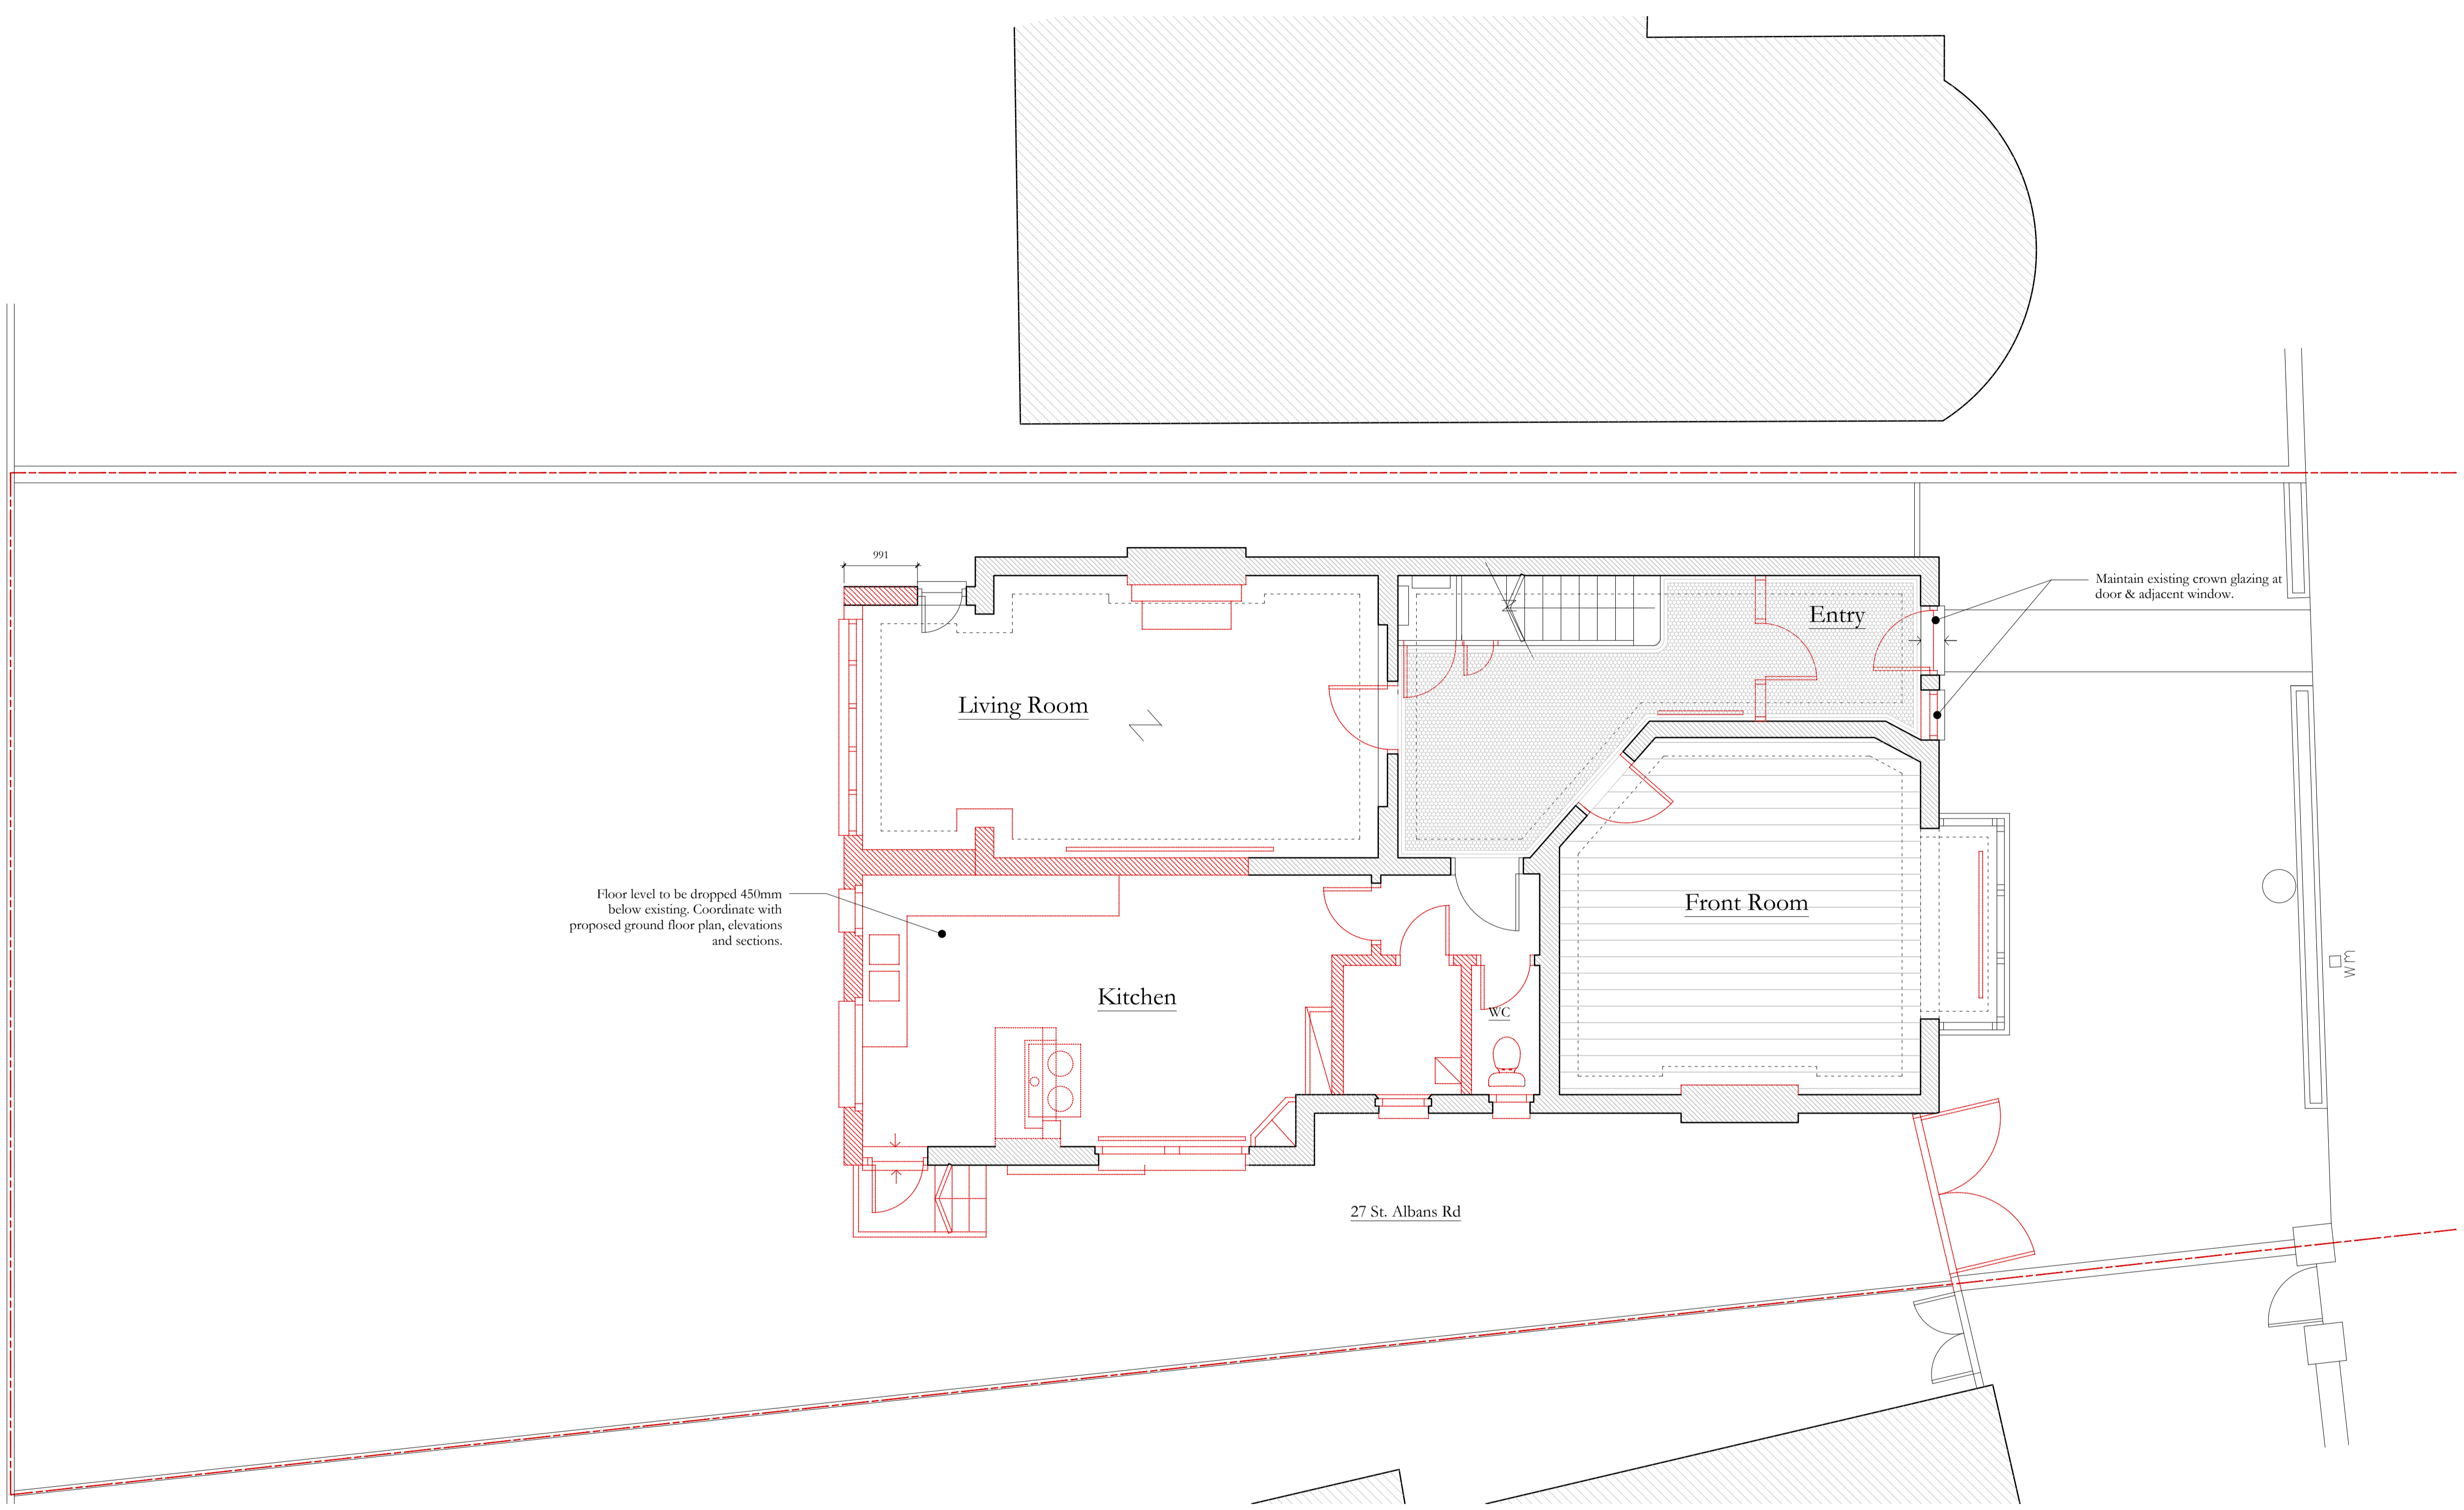 991
Maintain existing crown glazing at
door & adjacent window.
Entry
Living Room
Floor level to be dropped 450mm
below existing. Coordinate with
proposed ground floor plan, elevations
and sections.
Front Room
wm
Kitchen
WC
27 St. Albans Rd